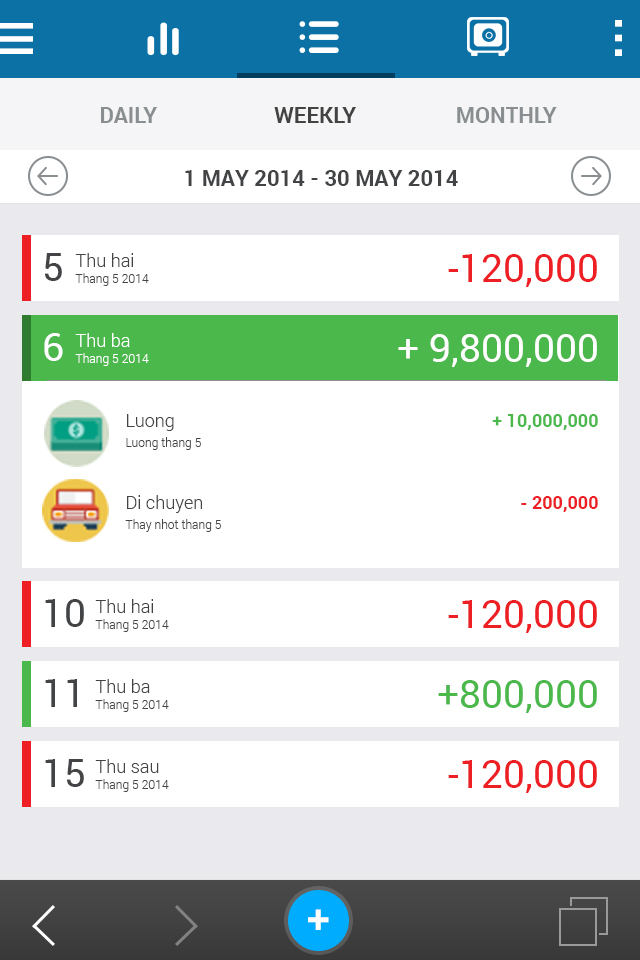 DAILY WEEKLY MONTHLY
1 MAY 2014 - 30 MAY 2014
5 Thu hai -120,000
Thang 5 2014
6 Thu ba + 9,800,000
Thang 5 2014
Luong + 10,000,000
Luong thang 5
Di chuyen - 200,000
Thay nhot thang 5
10 Thu hai -120,000
Thang 5 2014
11 Thu ba +800,000
Thang 5 2014
15 Thu sau -120,000
Thang 5 2014